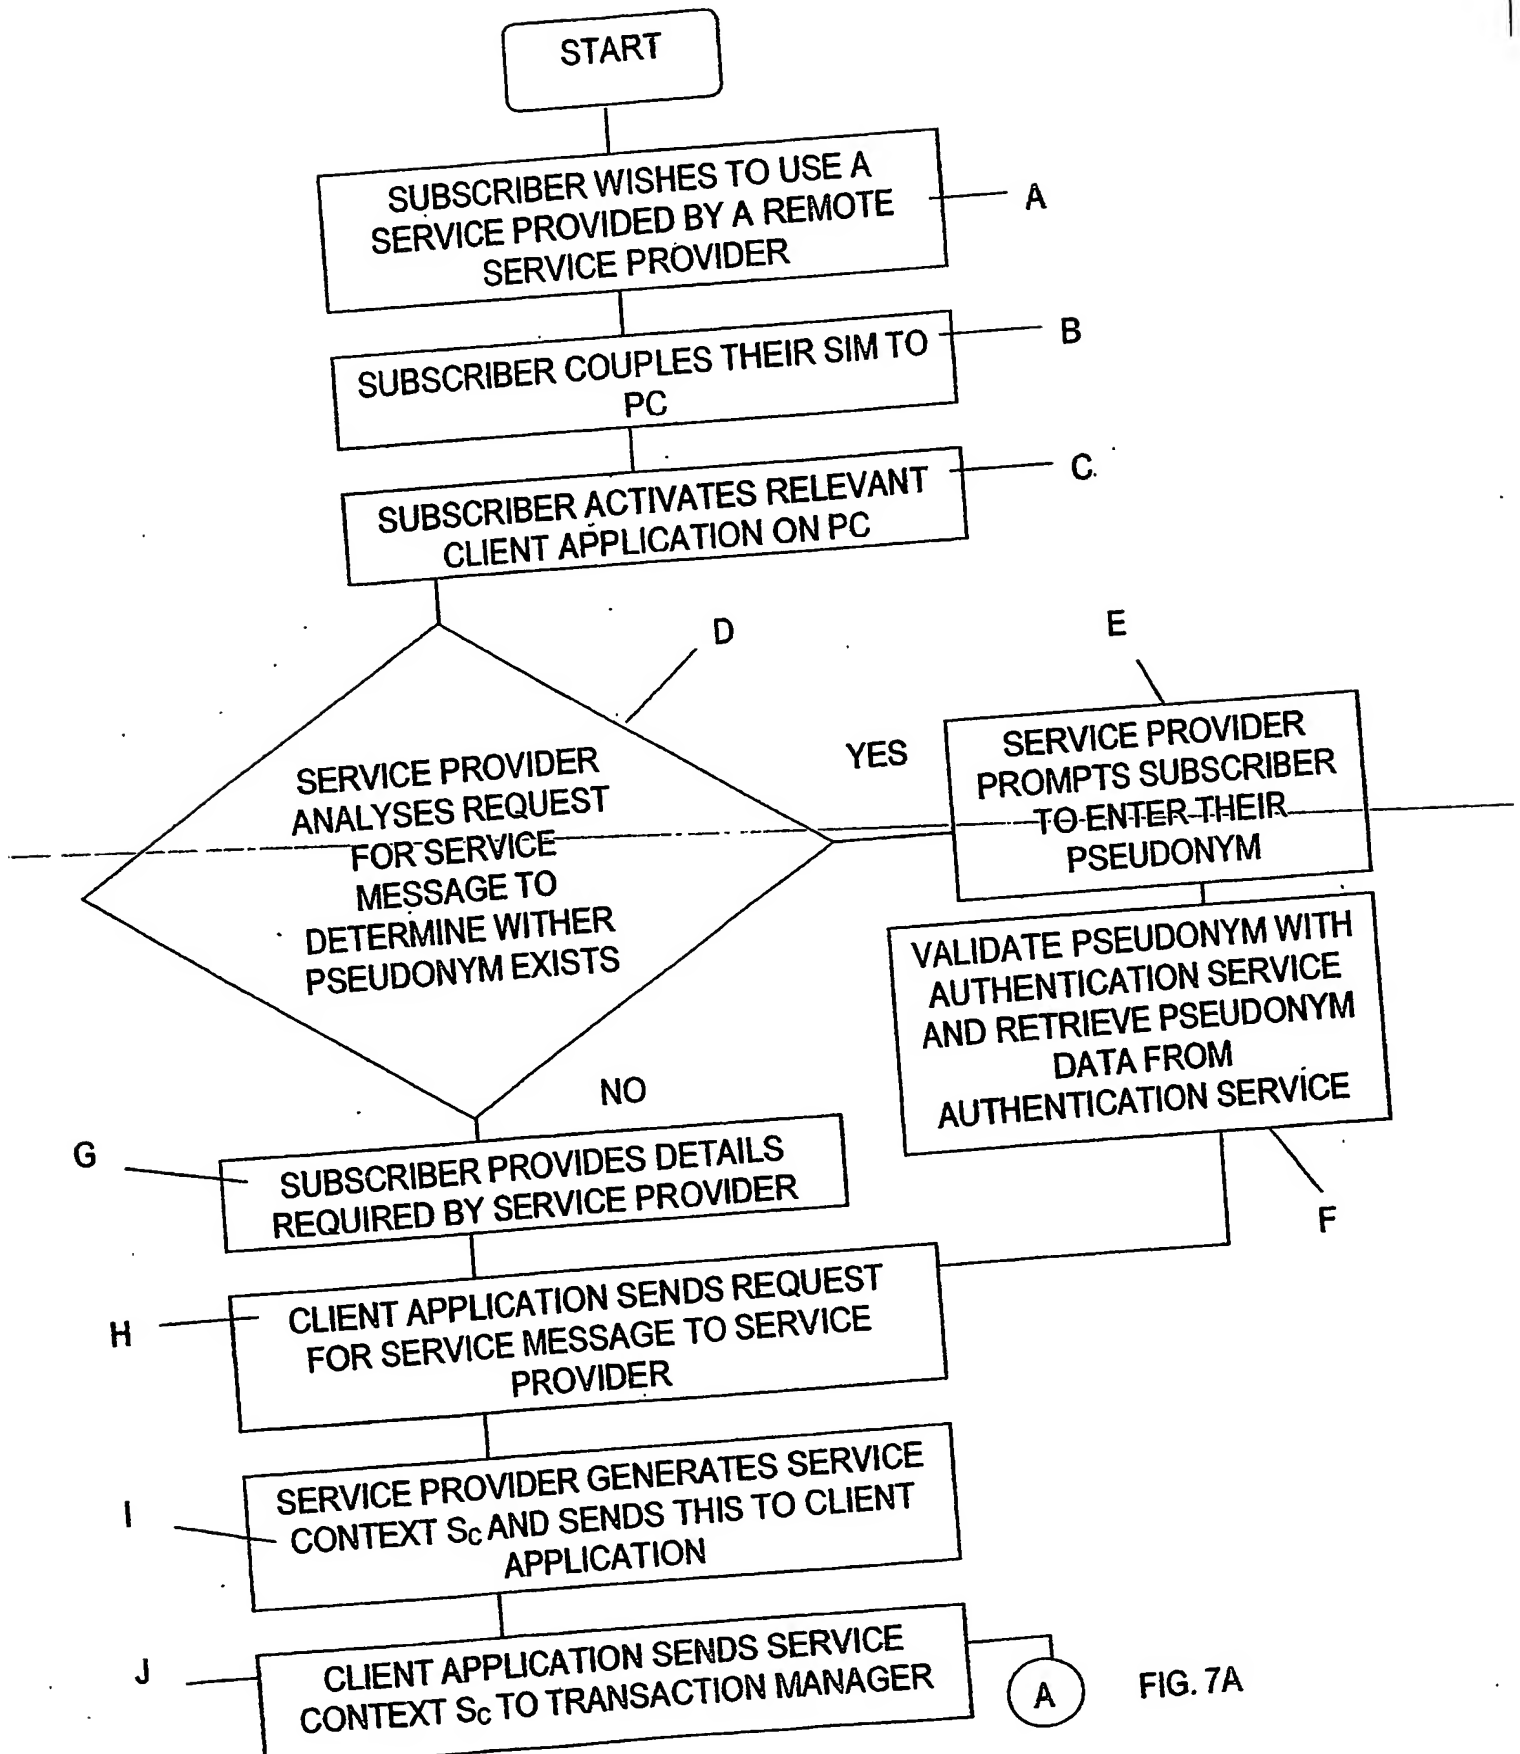 START
SUBSCRIBER WISHES TO USE A
SERVICE PROVIDED BY A REMOTE
SERVICE PROVIDER
A
SUBSCRIBER COUPLES THEIR SIM TO
PC
B
SUBSCRIBER ACTIVATES RELEVANT
CLIENT APPLICATION ON PC
C
D
SERVICE PROVIDER
ANALYSES REQUEST
FOR SERVICE
MESSAGE TO
DETERMINE WITHER
PSEUDONYM EXISTS
YES
E
SERVICE PROVIDER
PROMPTS SUBSCRIBER
TO ENTER THEIR
PSEUDONYM
VALIDATE PSEUDONYM WITH
AUTHENTICATION SERVICE
AND RETRIEVE PSEUDONYM
DATA FROM
AUTHENTICATION SERVICE
F
NO
G
SUBSCRIBER PROVIDES DETAILS
REQUIRED BY SERVICE PROVIDER
H
CLIENT APPLICATION SENDS REQUEST
FOR SERVICE MESSAGE TO SERVICE
PROVIDER
I
SERVICE PROVIDER GENERATES SERVICE
CONTEXT SC AND SENDS THIS TO CLIENT
APPLICATION
J
CLIENT APPLICATION SENDS SERVICE
CONTEXT SC TO TRANSACTION MANAGER
A
FIG. 7A